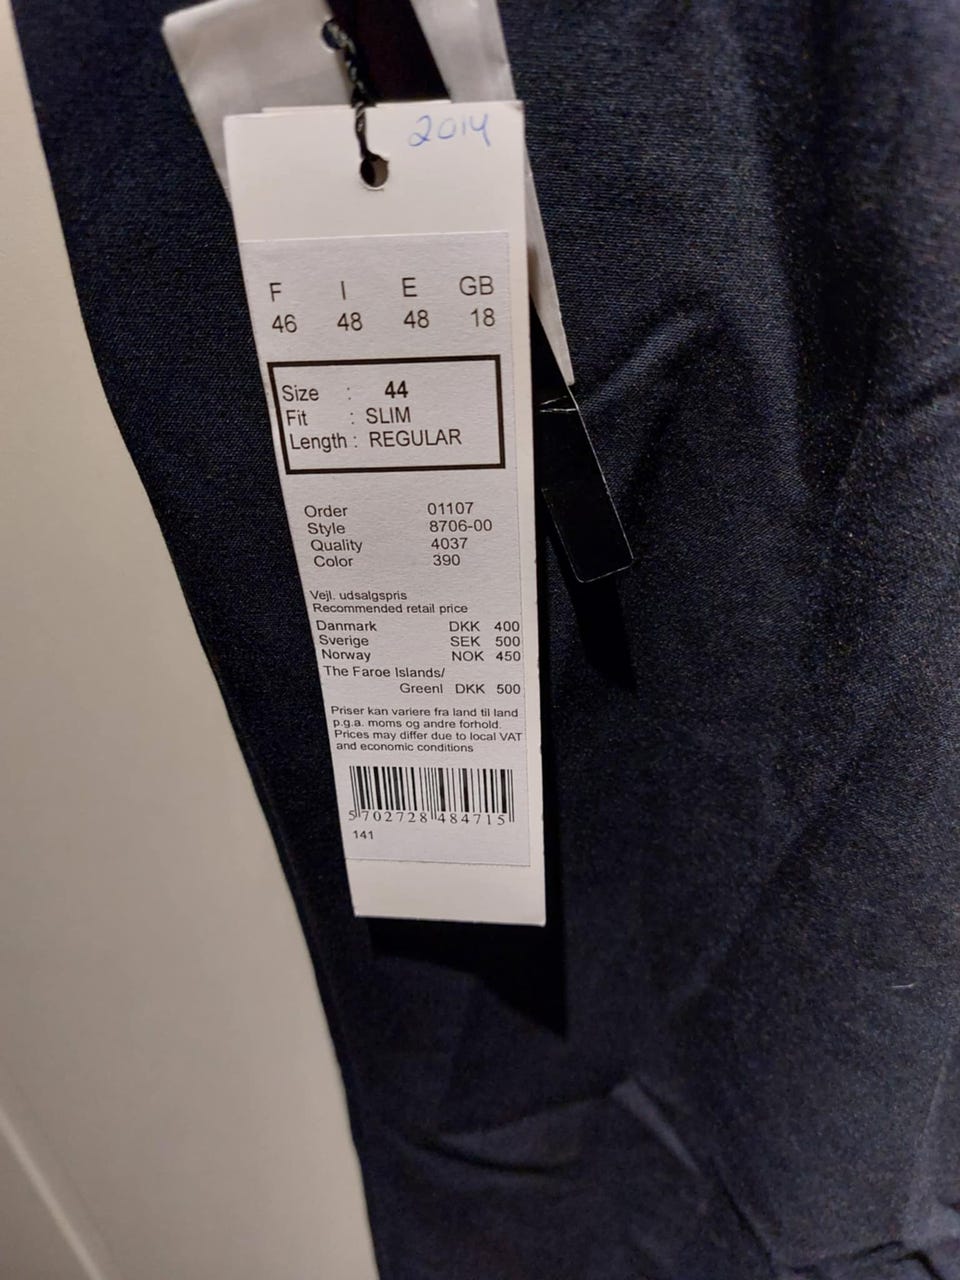 2014
F I E GB
46 48 48 18
Size : 44
Fit : SLIM
Length : REGULAR
Order 01107
Style 8706-00
Quality 4037
Color 390
Vejl. udsalgspris
Recommended retail price
Danmark DKK 400
Sverige SEK 500
Norway NOK 450
The Faroe Islands/
Greenl DKK 500
Priser kan variere fra land til land
p.g.a. moms og andre forhold.
Prices may differ due to local VAT
and economic conditions
5 702728 484715
141